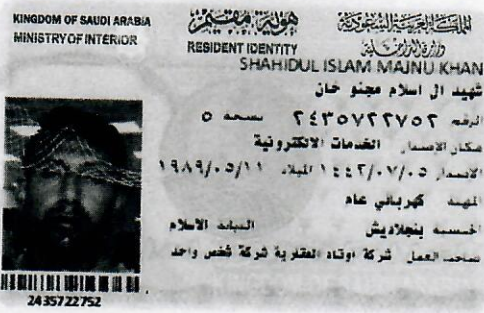 KINGDOM OF SAUDI ARABIA
MINISTRY OF INTERIOR
هوية مقيم
RESIDENT IDENTITY
المملكة العربية السعودية
وزارة الداخلية
SHAHIDUL ISLAM MAJNU KHAN
شهيد ال اسلام مجنو خان
الرقم ٢٤٣٥٧٢٢٧٥٢ نسخة ٥
مكان الاصدار الخدمات الالكترونية
الاصدار ١٤٤٢/٠٧/٠٥ الميلاد ١٩٨٩/٠٥/١١
المهنة كهربائي عام
الجنسية بنجلاديش الديانة الاسلام
صاحب العمل شركة اوتاد العقارية شركة شخص واحد
2435722752